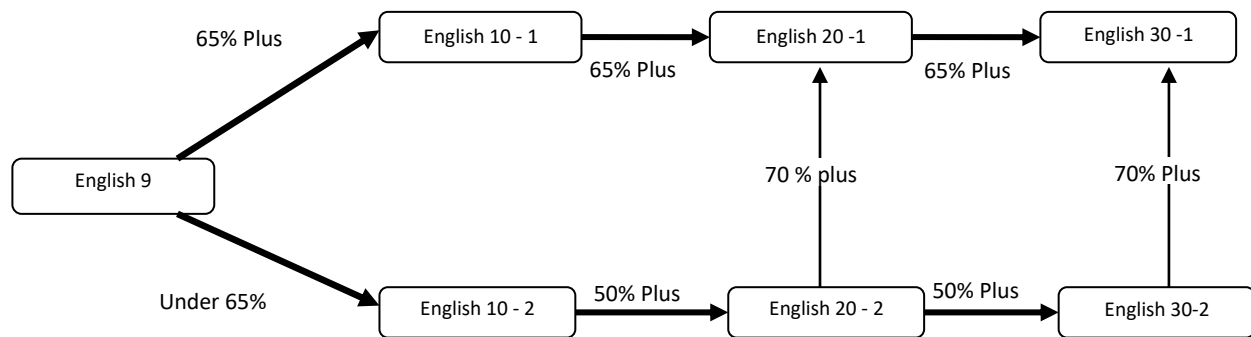 65% Plus
English 10 - 1
English 20 -1
English 30 -1
65% Plus
65% Plus
English 9
70 % plus
70% Plus
Under 65%
English 10 - 2
50% Plus
English 20 - 2
50% Plus
English 30-2